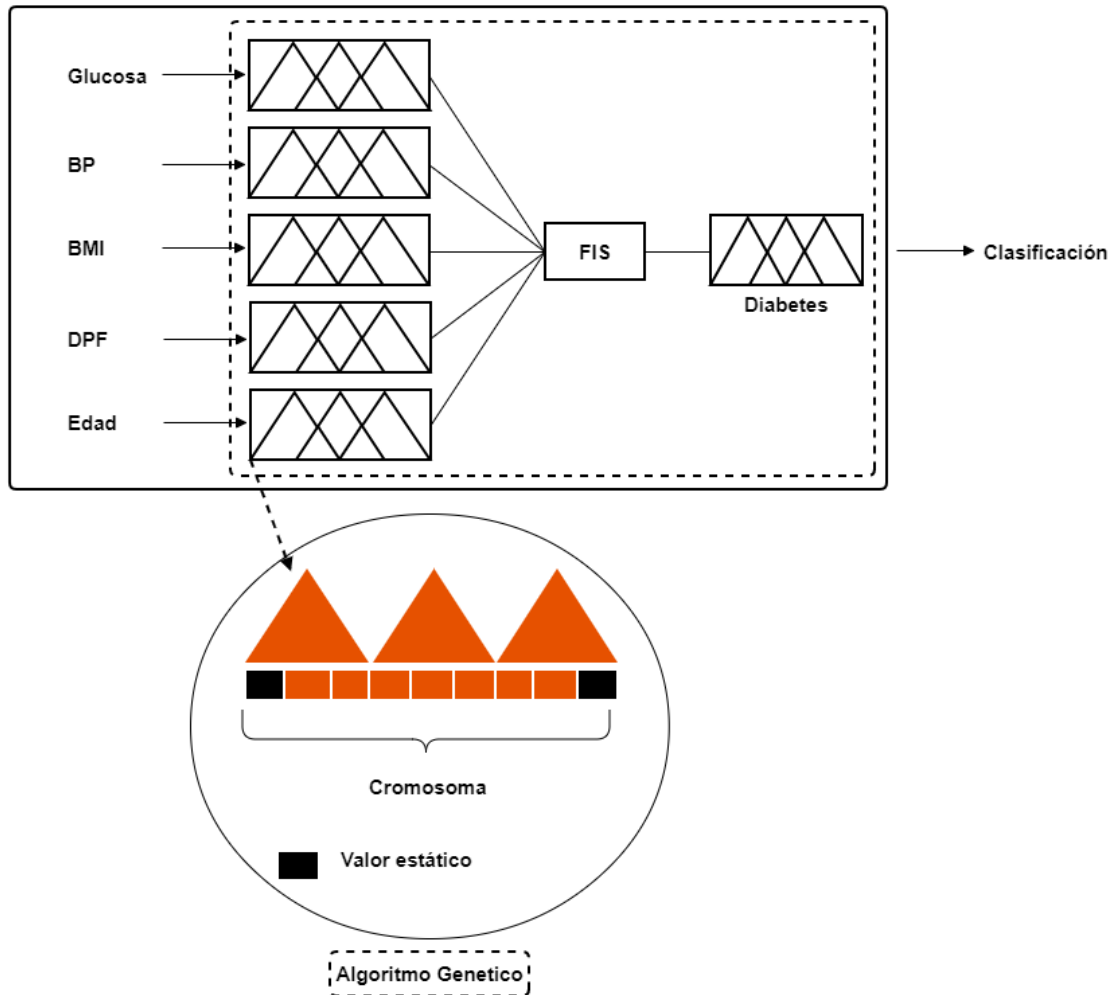 Glucosa
BP
BMI
DPF
Edad
FIS
Diabetes
Clasificación
Cromosoma
Valor estático
Algoritmo Genetico